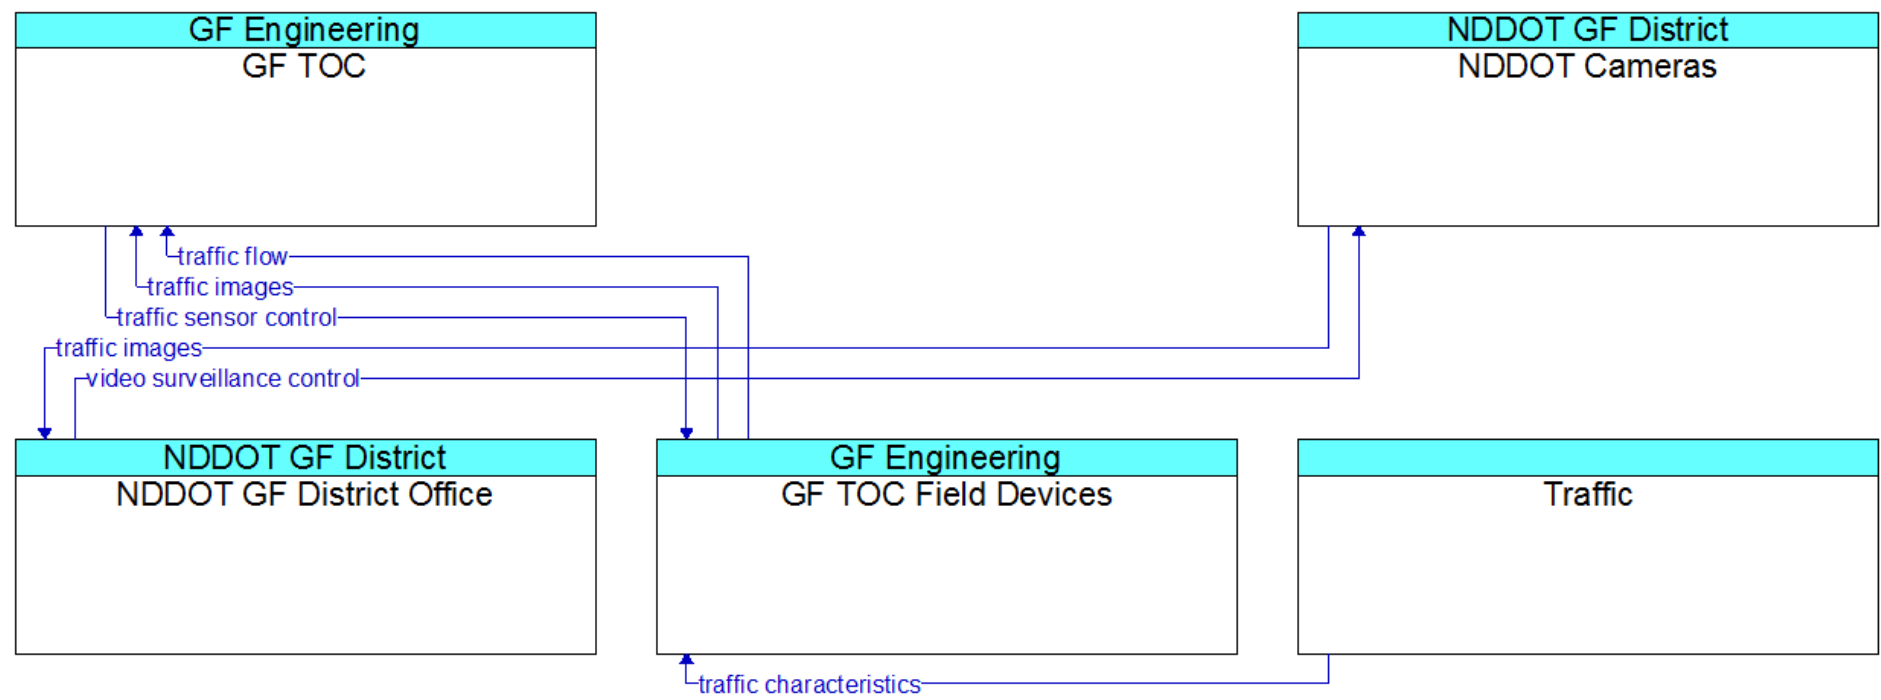 GF Engineering
GF TOC
NDDOT GF District
NDDOT Cameras
traffic flow
traffic images
traffic sensor control
traffic images
video surveillance control
NDDOT GF District
NDDOT GF District Office
GF Engineering
GF TOC Field Devices
Traffic
traffic characteristics